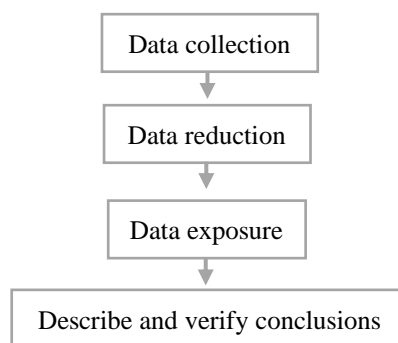 Data collection
Data reduction
Data exposure
Describe and verify conclusions